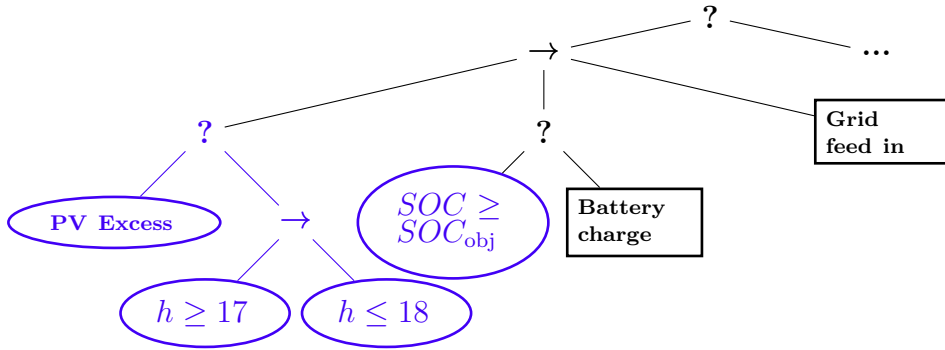 ?
→ ...
? ? Grid
feed in
PV Excess → SOC ≥
SOC_obj Battery
charge
h ≥ 17 h ≤ 18